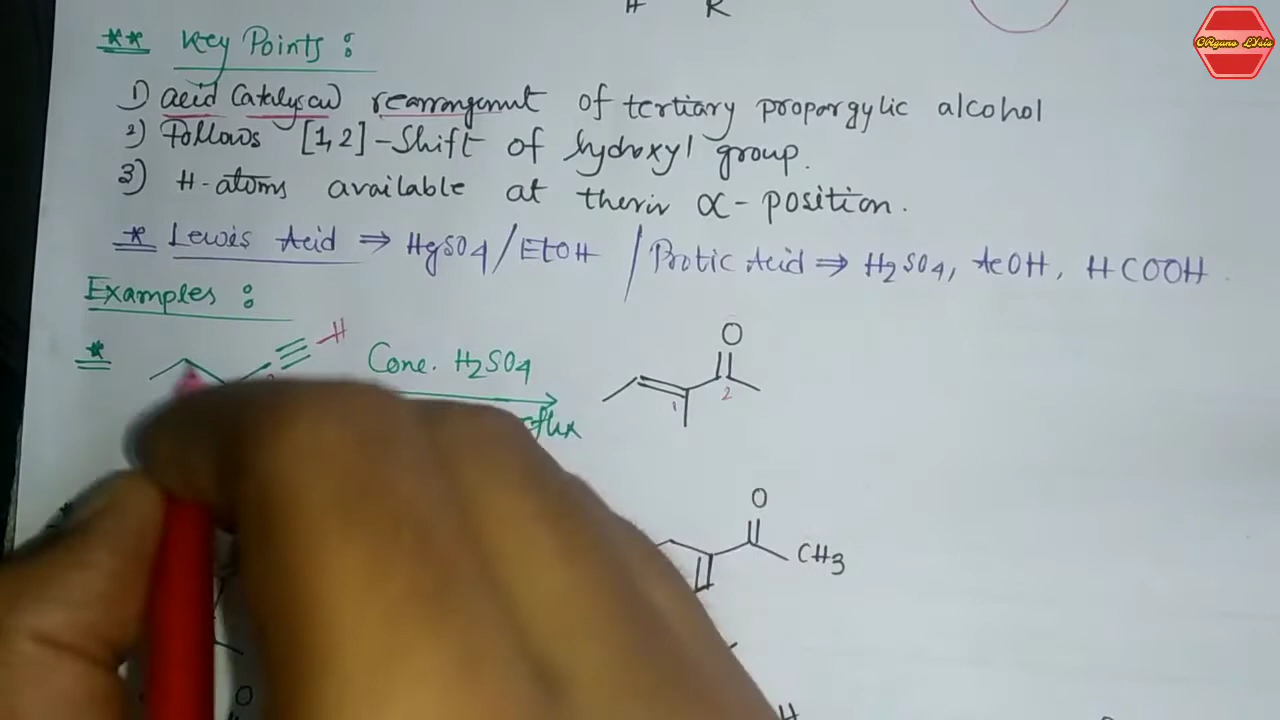 H R
ORgano LYsis
** Key Points :
1) acid Catalysed rearrangement of tertiary propargylic alcohol
2) Follows [1,2]-Shift of hydroxyl group.
3) H-atoms available at their α-position.
* Lewis Acid ⇒ HgSO4/EtOH / Protic Acid ⇒ H2SO4, AcOH, HCOOH
Examples :
* H Conc. H2SO4 O
1 2
O
CH3
O
H